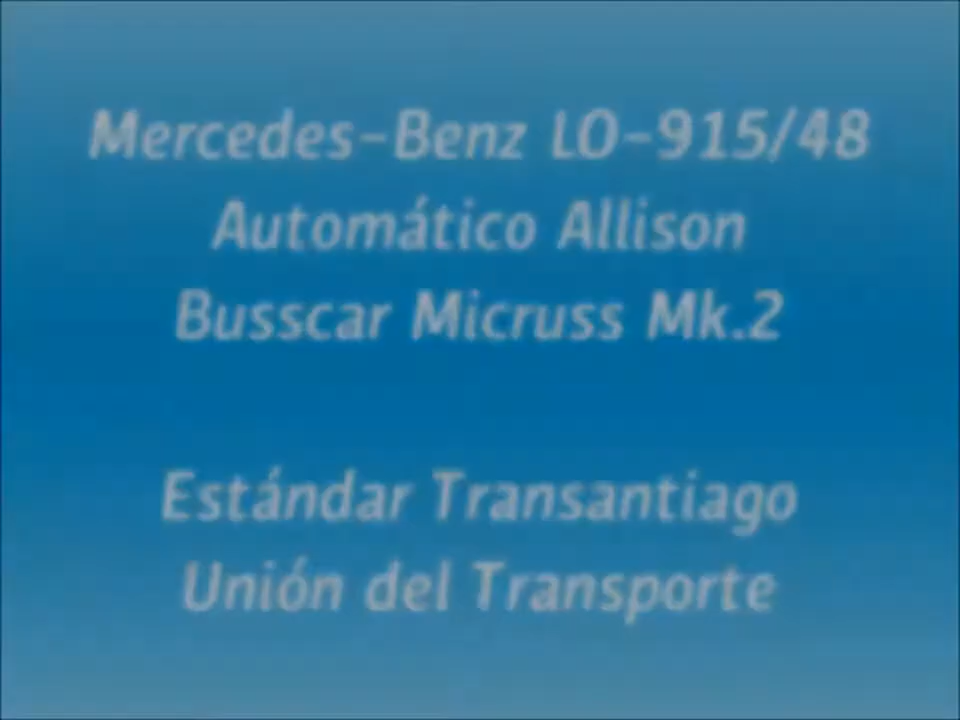 Mercedes-Benz LO-915/48
Automático Allison
Busscar Micruss Mk.2
Estándar Transantiago
Unión del Transporte